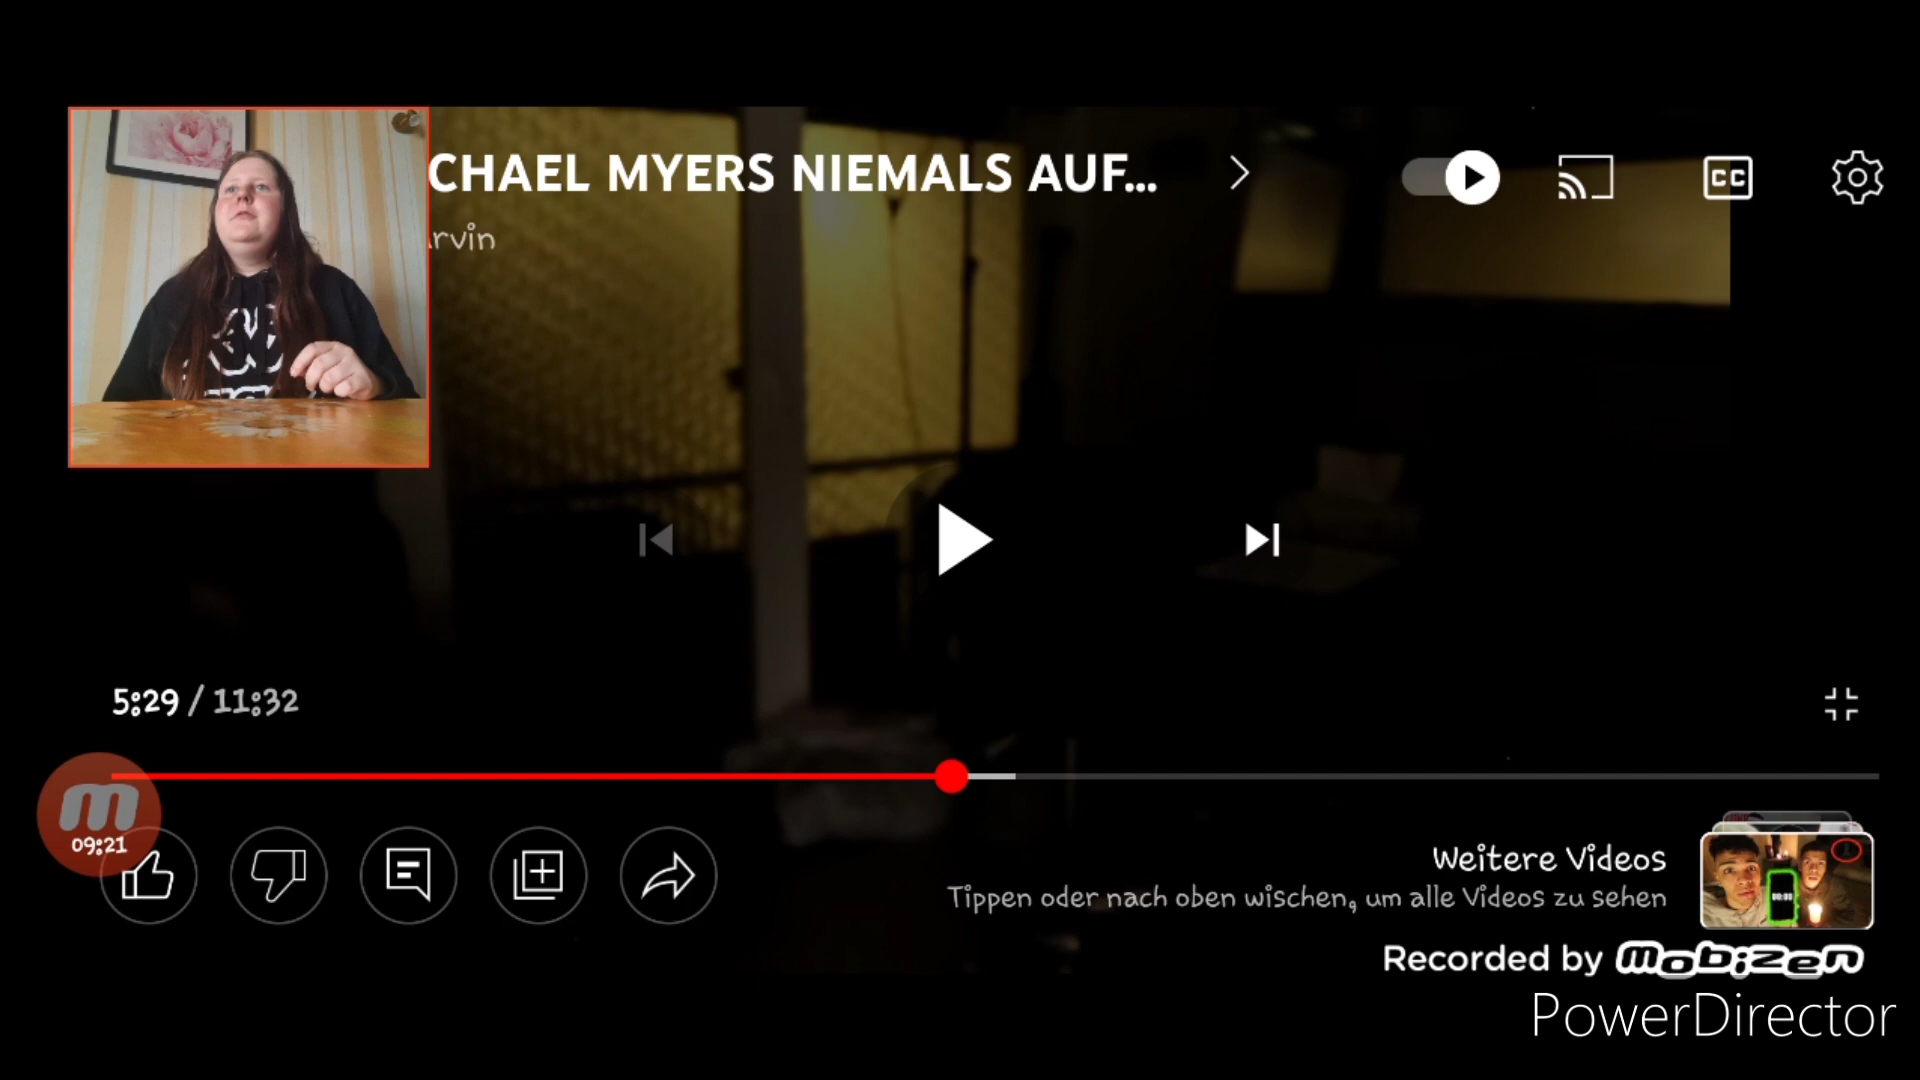 CHAEL MYERS NIEMALS AUF...
rvin
CC
5:29 / 11:32
09:21
Weitere Videos
Tippen oder nach oben wischen, um alle Videos zu sehen
Recorded by mobizen
PowerDirector